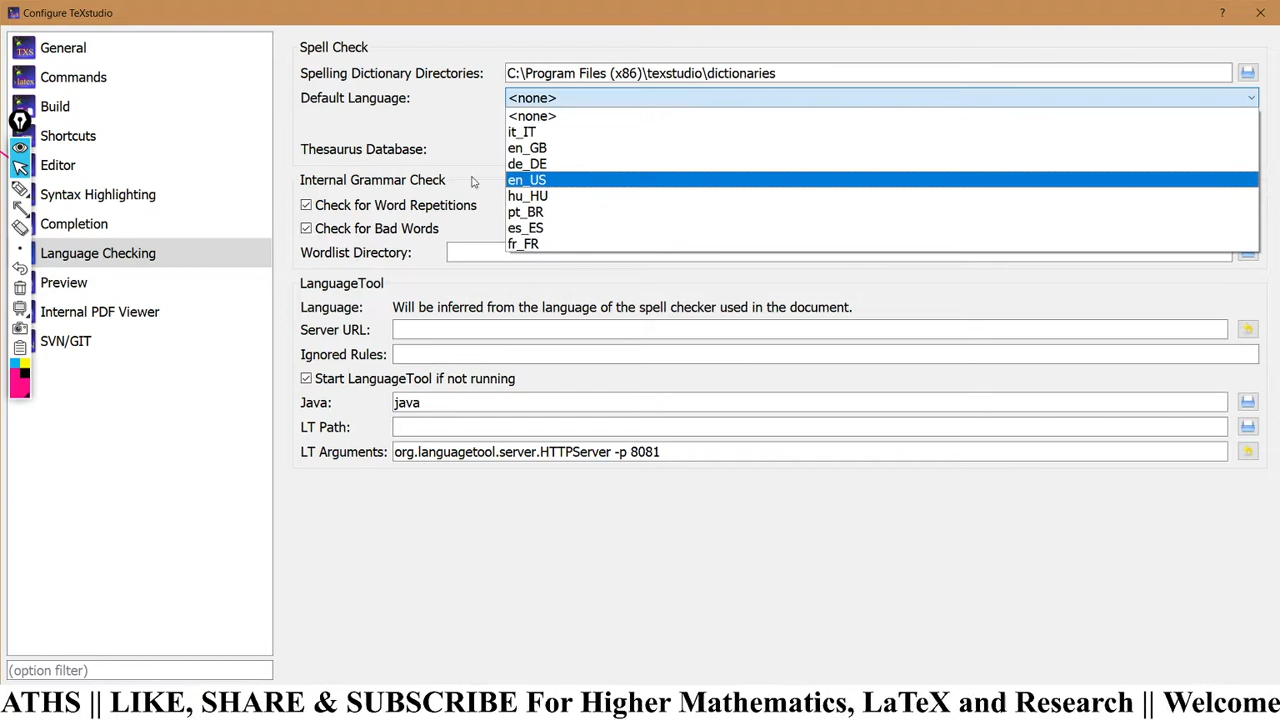 Configure TeXstudio
?
General
Commands
Build
Shortcuts
Editor
Syntax Highlighting
Completion
Language Checking
Preview
Internal PDF Viewer
SVN/GIT
(option filter)
Spell Check
Spelling Dictionary Directories: C:\Program Files (x86)\texstudio\dictionaries
Default Language: <none>
<none>
it_IT
en_GB
de_DE
en_US
hu_HU
pt_BR
es_ES
fr_FR
Thesaurus Database:
Internal Grammar Check
Check for Word Repetitions
Check for Bad Words
Wordlist Directory:
LanguageTool
Language: Will be inferred from the language of the spell checker used in the document.
Server URL:
Ignored Rules:
Start LanguageTool if not running
Java: java
LT Path:
LT Arguments: org.languagetool.server.HTTPServer -p 8081
ATHS || LIKE, SHARE & SUBSCRIBE For Higher Mathematics, LaTeX and Research || Welcome